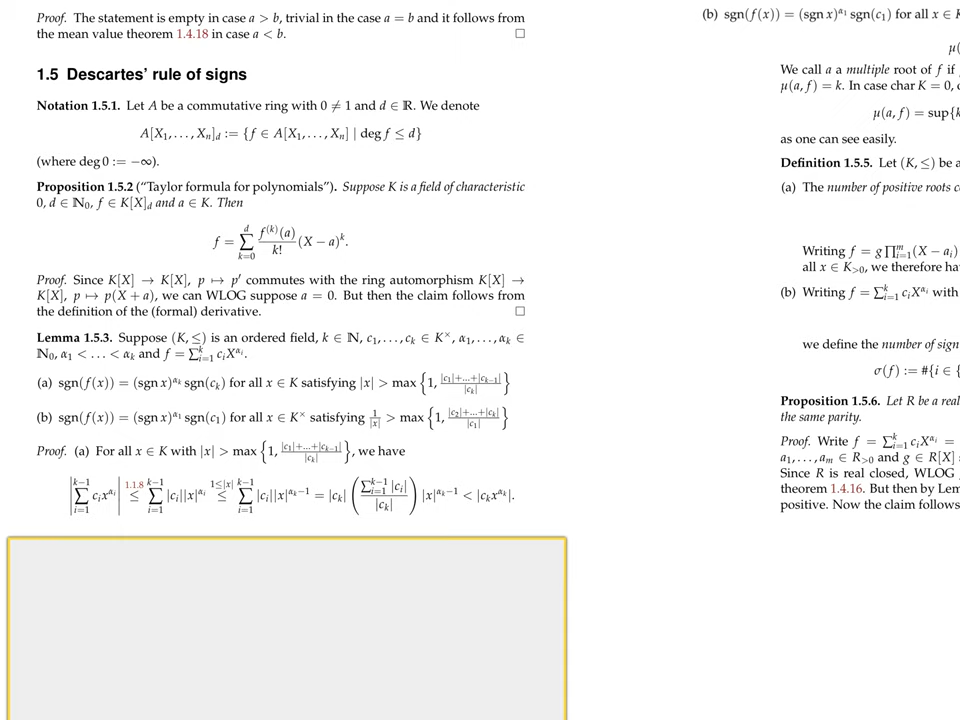 Proof. The statement is empty in case a > b, trivial in the case a = b and it follows from
the mean value theorem 1.4.18 in case a < b. □
1.5 Descartes' rule of signs
Notation 1.5.1. Let A be a commutative ring with 0 ≠ 1 and d ∈ ℝ. We denote
A[X₁, . . . , Xₙ]_d := {f ∈ A[X₁, . . . , Xₙ] | deg f ≤ d}
(where deg 0 := −∞).
Proposition 1.5.2 (“Taylor formula for polynomials”). Suppose K is a field of characteristic
0, d ∈ ℕ₀, f ∈ K[X]_d and a ∈ K. Then
f = ∑_{k=0}^{d} \frac{f^{(k)}(a)}{k!} (X − a)^k.
Proof. Since K[X] → K[X], p ↦ p′ commutes with the ring automorphism K[X] →
K[X], p ↦ p(X + a), we can WLOG suppose a = 0. But then the claim follows from
the definition of the (formal) derivative. □
Lemma 1.5.3. Suppose (K, ≤) is an ordered field, k ∈ ℕ, c₁, . . . , c_k ∈ K^×, α₁, . . . , α_k ∈
ℕ₀, α₁ < . . . < α_k and f = ∑_{i=1}^{k} c_i X^{α_i}.
(a) sgn(f(x)) = (sgn x)^{α_k} sgn(c_k) for all x ∈ K satisfying |x| > max {1, \frac{|c₁|+...+|c_{k−1}|}{|c_k|}}
(b) sgn(f(x)) = (sgn x)^{α₁} sgn(c₁) for all x ∈ K^× satisfying \frac{1}{|x|} > max {1, \frac{|c₂|+...+|c_k|}{|c₁|}}
Proof. (a) For all x ∈ K with |x| > max {1, \frac{|c₁|+...+|c_{k−1}|}{|c_k|}}, we have
|∑_{i=1}^{k−1} c_i x^{α_i}| \overset{1.1.8}{≤} ∑_{i=1}^{k−1} |c_i||x|^{α_i} \overset{1≤|x|}{≤} ∑_{i=1}^{k−1} |c_i||x|^{α_k−1} = |c_k| (\frac{∑_{i=1}^{k−1} |c_i|}{|c_k|}) |x|^{α_k−1} < |c_k x^{α_k}|.
(b) sgn(f(x)) = (sgn x)^{α₁} sgn(c₁) for all x ∈ K
μ(
We call a a multiple root of f if
μ(a, f) = k. In case char K = 0,
μ(a, f) = sup{k
as one can see easily.
Definition 1.5.5. Let (K, ≤) be a
(a) The number of positive roots
Writing f = g ∏_{i=1}^{m} (X − a_i)
all x ∈ K_{>0}, we therefore
(b) Writing f = ∑_{i=1}^{k} c_i X^{α_i} with
we define the number of sign
σ(f) := #{i ∈ {
Proposition 1.5.6. Let R be a real
the same parity.
Proof. Write f = ∑_{i=1}^{k} c_i X^{α_i} =
a₁, . . . , a_m ∈ R_{>0} and g ∈ R[X]
Since R is real closed, WLOG
theorem 1.4.16. But then by
positive. Now the claim follows